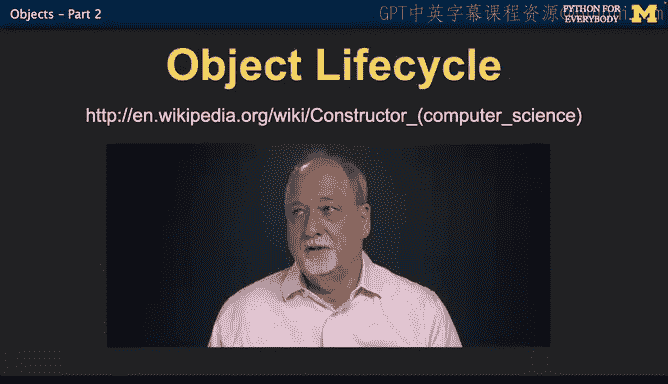 Objects - Part 2
GPT中英字幕课程资源
PYTHON FOR
EVERYBODY
M
Object Lifecycle
http://en.wikipedia.org/wiki/Constructor_(computer_science)